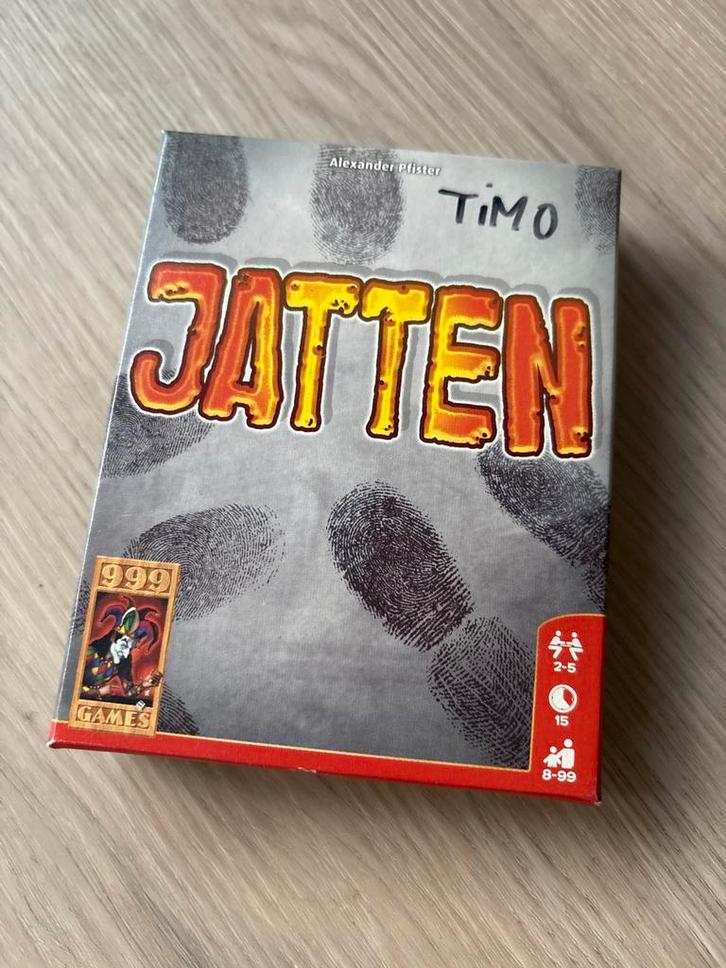 Alexander Pfister
TiMO
JATTEN
999
GAMES
2-5
15
8-99